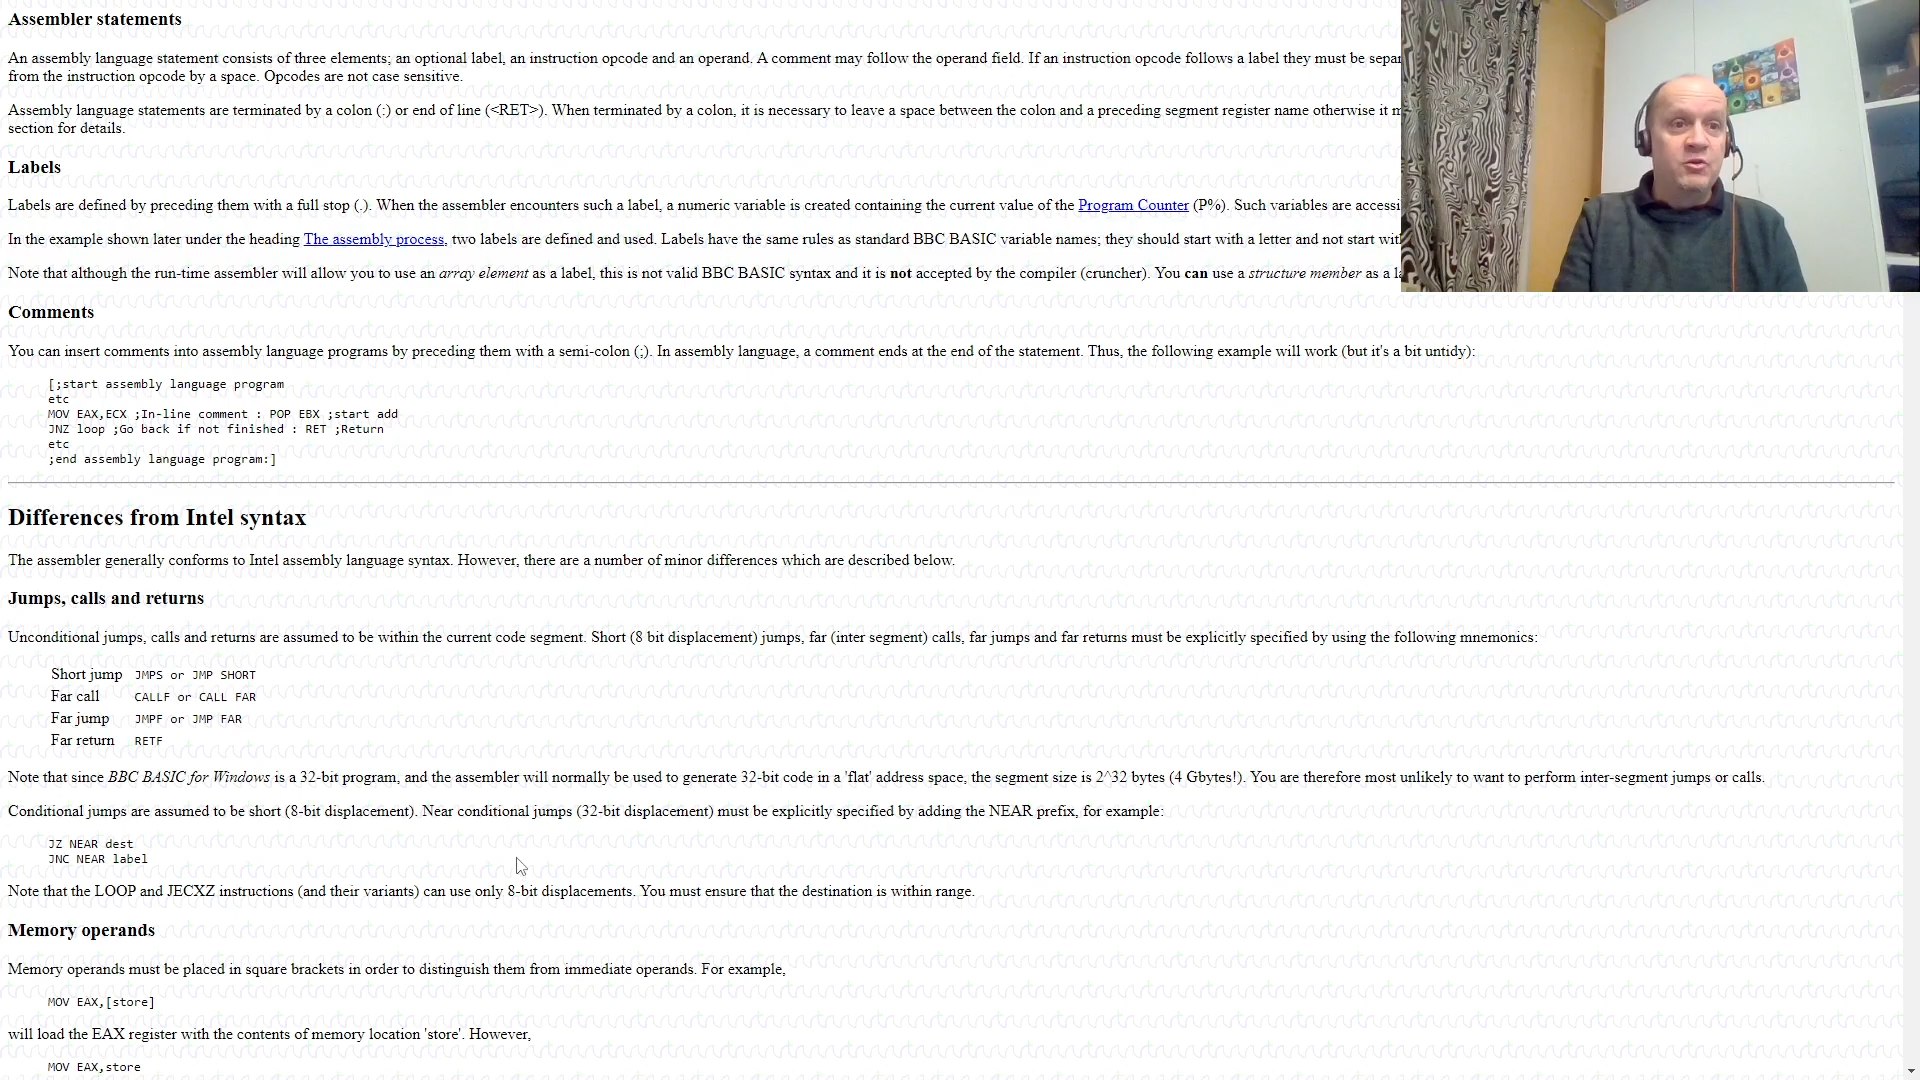 Assembler statements
An assembly language statement consists of three elements; an optional label, an instruction opcode and an operand. A comment may follow the operand field. If an instruction opcode follows a label they must be
from the instruction opcode by a space. Opcodes are not case sensitive.
Assembly language statements are terminated by a colon (:) or end of line (<RET>). When terminated by a colon, it is necessary to leave a space between the colon and a preceding segment register name otherwise it
section for details.
Labels
Labels are defined by preceding them with a full stop (.). When the assembler encounters such a label, a numeric variable is created containing the current value of the Program Counter (P%). Such variables are
In the example shown later under the heading The assembly process, two labels are defined and used. Labels have the same rules as standard BBC BASIC variable names; they should start with a letter and not start
Note that although the run-time assembler will allow you to use an array element as a label, this is not valid BBC BASIC syntax and it is not accepted by the compiler (cruncher). You can use a structure member as a
Comments
You can insert comments into assembly language programs by preceding them with a semi-colon (;). In assembly language, a comment ends at the end of the statement. Thus, the following example will work (but it's a bit untidy):
[;start assembly language program
etc
MOV EAX,ECX ;In-line comment : POP EBX ;start add
JNZ loop ;Go back if not finished : RET ;Return
etc
;end assembly language program:]
Differences from Intel syntax
The assembler generally conforms to Intel assembly language syntax. However, there are a number of minor differences which are described below.
Jumps, calls and returns
Unconditional jumps, calls and returns are assumed to be within the current code segment. Short (8 bit displacement) jumps, far (inter segment) calls, far jumps and far returns must be explicitly specified by using the following mnemonics:
Short jump JMPS or JMP SHORT
Far call CALLF or CALL FAR
Far jump JMPF or JMP FAR
Far return RETF
Note that since BBC BASIC for Windows is a 32-bit program, and the assembler will normally be used to generate 32-bit code in a 'flat' address space, the segment size is 2^32 bytes (4 Gbytes!). You are therefore most unlikely to want to perform inter-segment jumps or calls.
Conditional jumps are assumed to be short (8-bit displacement). Near conditional jumps (32-bit displacement) must be explicitly specified by adding the NEAR prefix, for example:
JZ NEAR dest
JNC NEAR label
Note that the LOOP and JECXZ instructions (and their variants) can use only 8-bit displacements. You must ensure that the destination is within range.
Memory operands
Memory operands must be placed in square brackets in order to distinguish them from immediate operands. For example,
MOV EAX,[store]
will load the EAX register with the contents of memory location 'store'. However,
MOV EAX,store